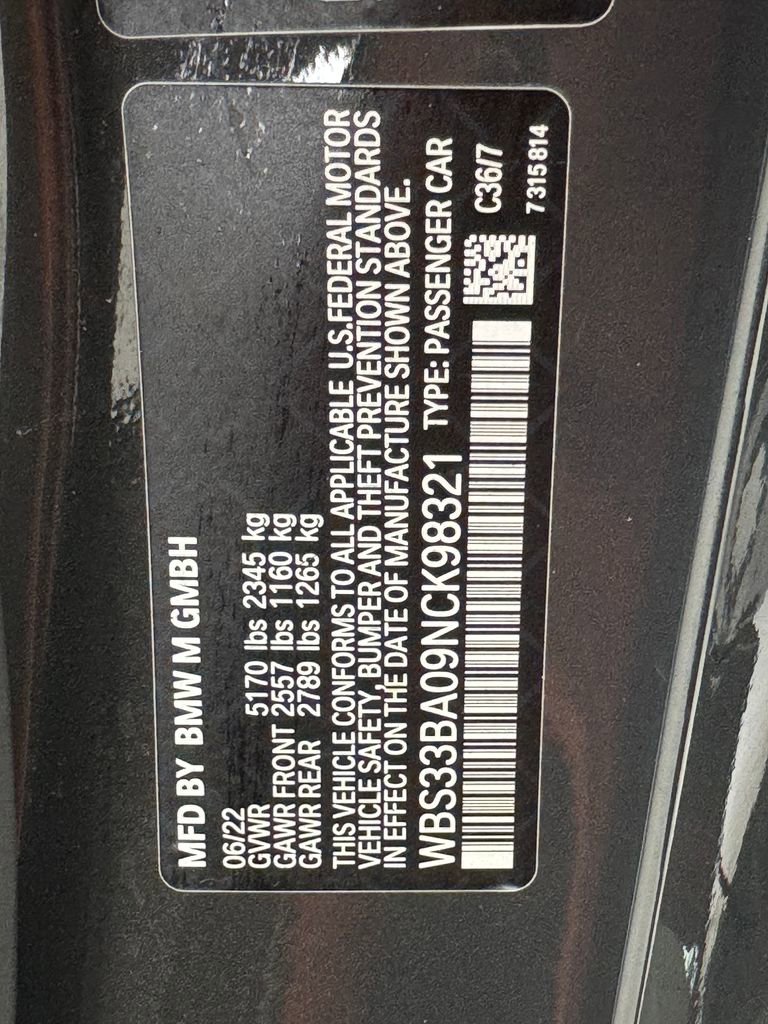 MFD BY BMW M GMBH
06/22
GVWR 5170 lbs 2345 kg
GAWR FRONT 2557 lbs 1160 kg
GAWR REAR 2789 lbs 1265 kg
THIS VEHICLE CONFORMS TO ALL APPLICABLE U.S.FEDERAL MOTOR
VEHICLE SAFETY, BUMPER AND THEFT PREVENTION STANDARDS
IN EFFECT ON THE DATE OF MANUFACTURE SHOWN ABOVE.
WBS33BA09NCK98321 TYPE: PASSENGER CAR
C36/7
7315814